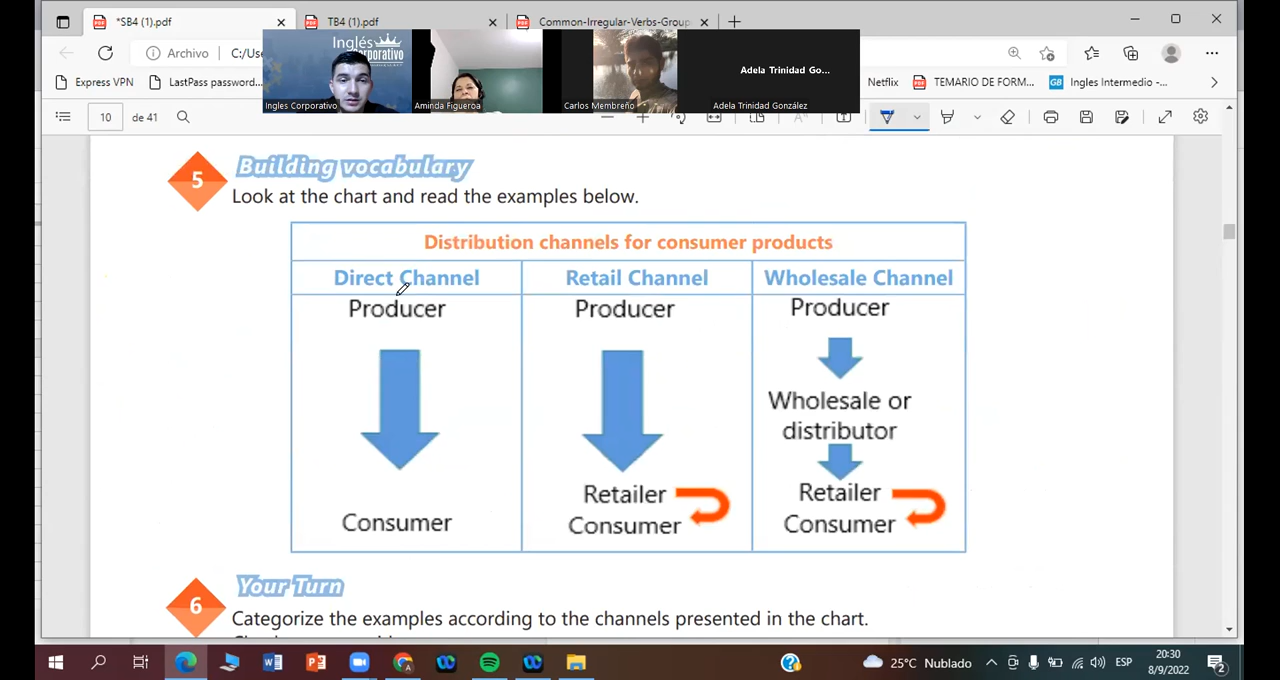 *SB4 (1).pdf
TB4 (1).pdf
Common-Irregular-Verbs-Group
Archivo
C:/Use
Express VPN
LastPass password...
Netflix
TEMARIO DE FORM...
GB Ingles Intermedio -...
Inglés
Corporativo
Ingles Corporativo
Aminda Figueroa
Carlos Membreño
Adela Trinidad Go...
Adela Trinidad González
10 de 41
5 Building vocabulary
Look at the chart and read the examples below.
Distribution channels for consumer products
Direct Channel
Producer
Consumer
Retail Channel
Producer
Retailer
Consumer
Wholesale Channel
Producer
Wholesale or
distributor
Retailer
Consumer
6 Your Turn
Categorize the examples according to the channels presented in the chart.
25°C Nublado
ESP
20:30
8/9/2022
2